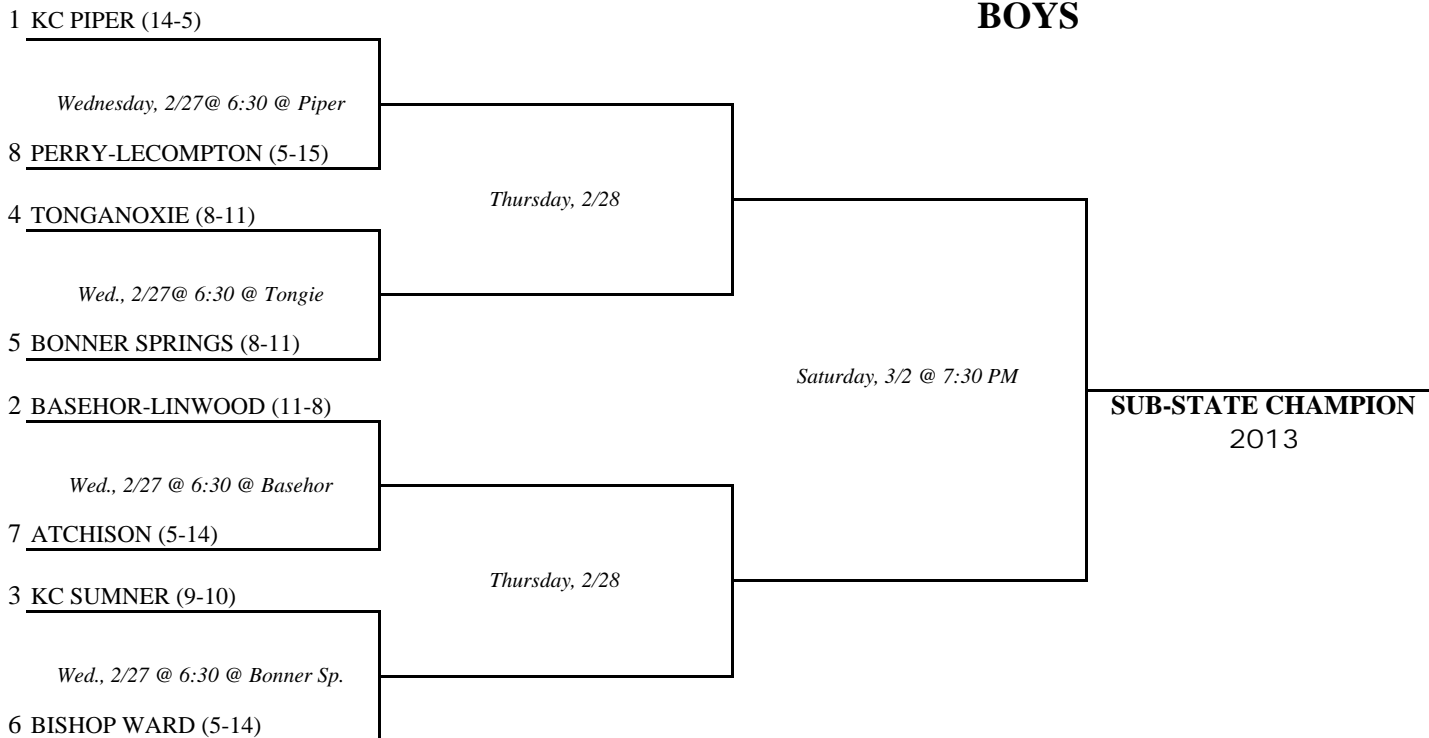 BOYS
1 KC PIPER (14-5)
Wednesday, 2/27@ 6:30 @ Piper
8 PERRY-LECOMPTON (5-15)
Thursday, 2/28
4 TONGANOXIE (8-11)
Wed., 2/27@ 6:30 @ Tongie
5 BONNER SPRINGS (8-11)
Saturday, 3/2 @ 7:30 PM
SUB-STATE CHAMPION
2013
2 BASEHOR-LINWOOD (11-8)
Wed., 2/27 @ 6:30 @ Basehor
7 ATCHISON (5-14)
Thursday, 2/28
3 KC SUMNER (9-10)
Wed., 2/27 @ 6:30 @ Bonner Sp.
6 BISHOP WARD (5-14)